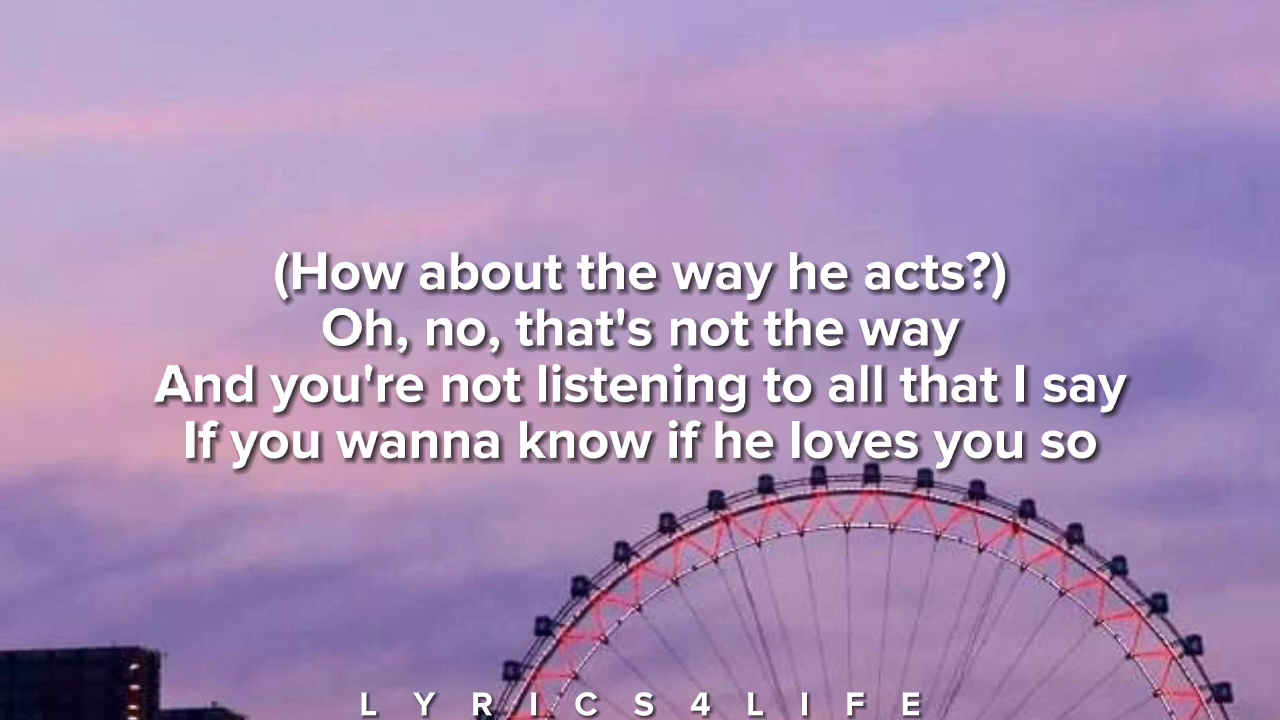 (How about the way he acts?)
Oh, no, that's not the way
And you're not listening to all that I say
If you wanna know if he loves you so
LYRICS4LIFE